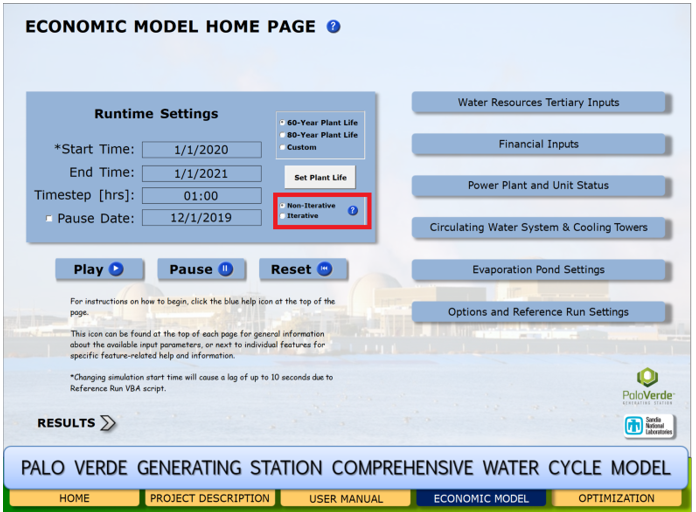 ECONOMIC MODEL HOME PAGE ?
Runtime Settings
*Start Time: 1/1/2020
End Time: 1/1/2021
Timestep [hrs]: 01:00
Pause Date: 12/1/2019
60-Year Plant Life
80-Year Plant Life
Custom
Set Plant Life
Non-Iterative
Iterative
?
Play
Pause
Reset
For instructions on how to begin, click the blue help icon at the top of the
page.
This icon can be found at the top of each page for general information
about the available input parameters, or next to individual features for
specific feature-related help and information.
*Changing simulation start time will cause a lag of up to 10 seconds due to
Reference Run VBA script.
RESULTS
Water Resources Tertiary Inputs
Financial Inputs
Power Plant and Unit Status
Circulating Water System & Cooling Towers
Evaporation Pond Settings
Options and Reference Run Settings
PaloVerde
GENERATING STATION
Sandia
National
Laboratories
PALO VERDE GENERATING STATION COMPREHENSIVE WATER CYCLE MODEL
HOME
PROJECT DESCRIPTION
USER MANUAL
ECONOMIC MODEL
OPTIMIZATION